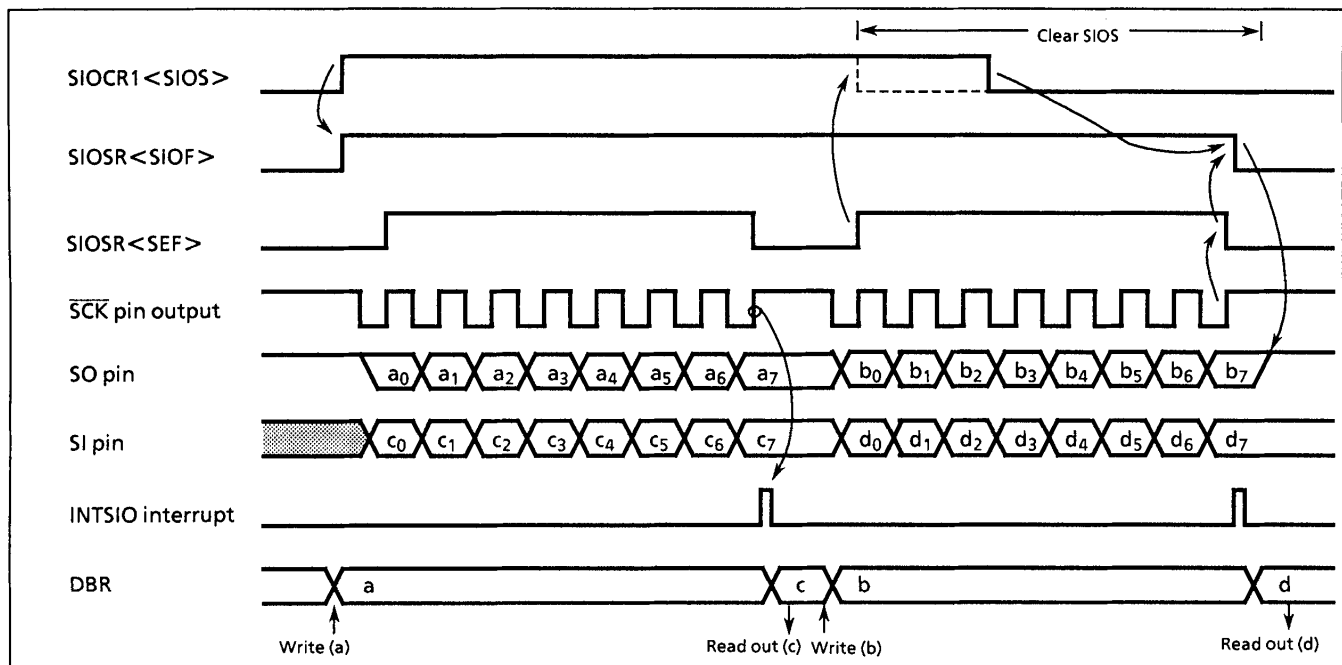 Clear SIOS
SIOCR1<SIOS>
SIOSR<SIOF>
SIOSR<SEF>
SCK pin output
SO pin a0 a1 a2 a3 a4 a5 a6 a7 b0 b1 b2 b3 b4 b5 b6 b7
SI pin c0 c1 c2 c3 c4 c5 c6 c7 d0 d1 d2 d3 d4 d5 d6 d7
INTSIO interrupt
DBR a c b d
Write (a) Read out (c) Write (b) Read out (d)